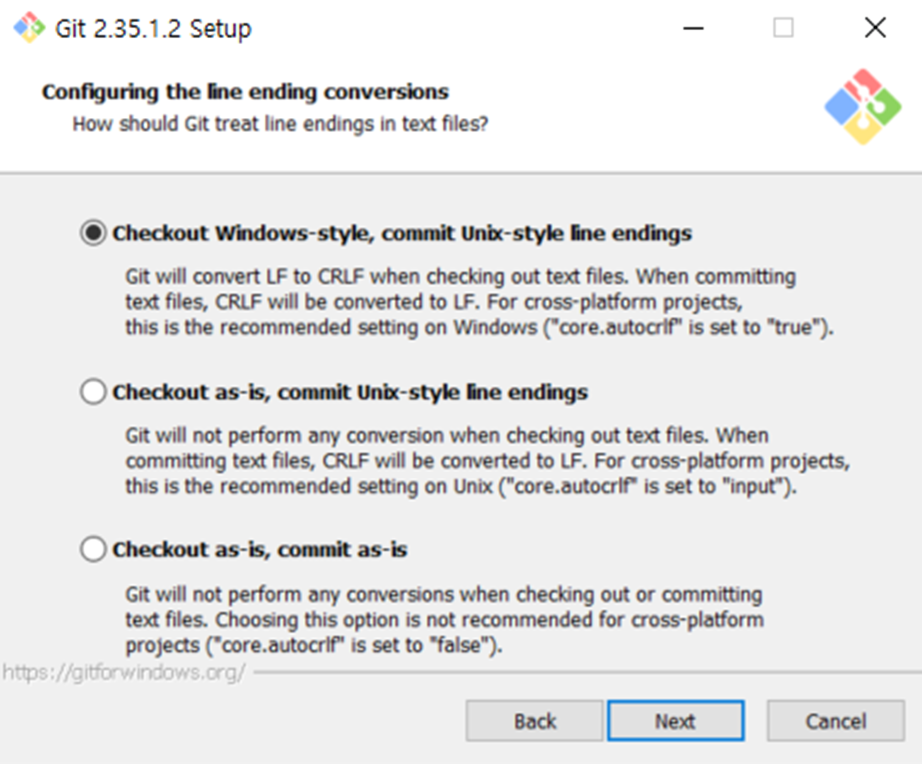 Git 2.35.1.2 Setup
Configuring the line ending conversions
How should Git treat line endings in text files?
Checkout Windows-style, commit Unix-style line endings
Git will convert LF to CRLF when checking out text files. When committing
text files, CRLF will be converted to LF. For cross-platform projects,
this is the recommended setting on Windows ("core.autocrlf" is set to "true").
Checkout as-is, commit Unix-style line endings
Git will not perform any conversion when checking out text files. When
committing text files, CRLF will be converted to LF. For cross-platform projects,
this is the recommended setting on Unix ("core.autocrlf" is set to "input").
Checkout as-is, commit as-is
Git will not perform any conversions when checking out or committing
text files. Choosing this option is not recommended for cross-platform
projects ("core.autocrlf" is set to "false").
https://gitforwindows.org/
Back Next Cancel